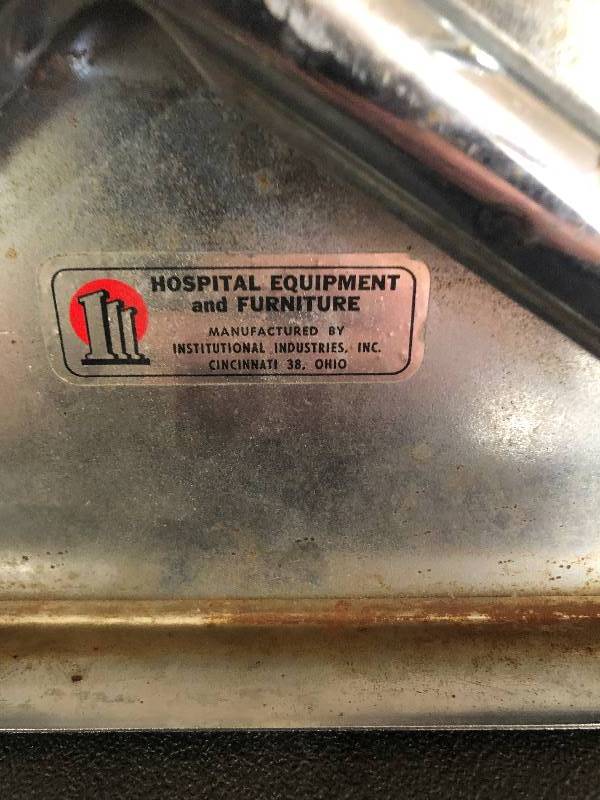 HOSPITAL EQUIPMENT
and FURNITURE
MANUFACTURED BY
INSTITUTIONAL INDUSTRIES, INC.
CINCINNATI 38, OHIO